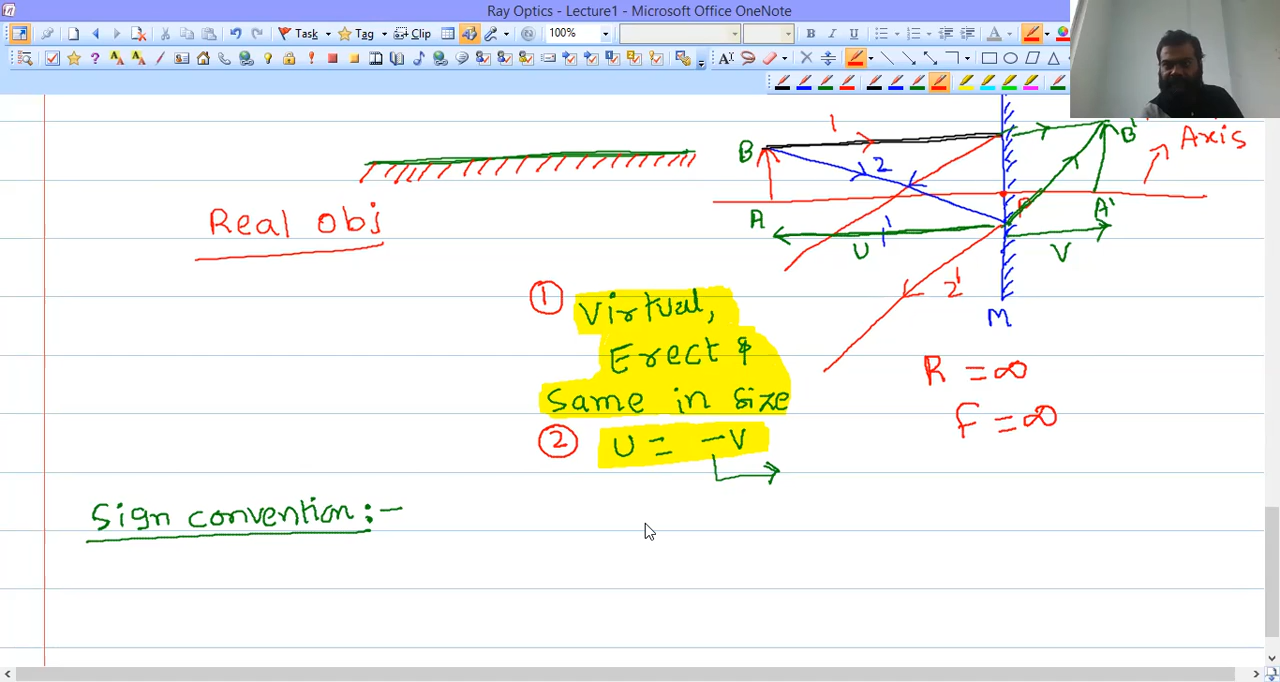 Ray Optics - Lecture1 - Microsoft Office OneNote
Task Tag Clip 100% B I U A
1
B
2
B'
Axis
P
A
A'
U
V
2'
M
Real obj
① Virtual,
Erect &
Same in size
② U = -V
R = ∞
F = ∞
Sign convention :-